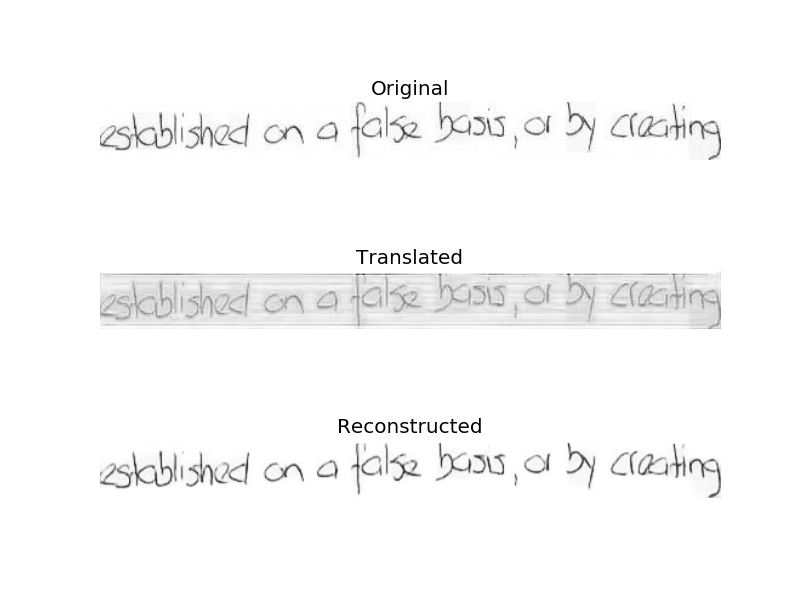 Original
established on a false basis, or by creating
Translated
established on a false basis, or by creating
Reconstructed
established on a false basis, or by creating